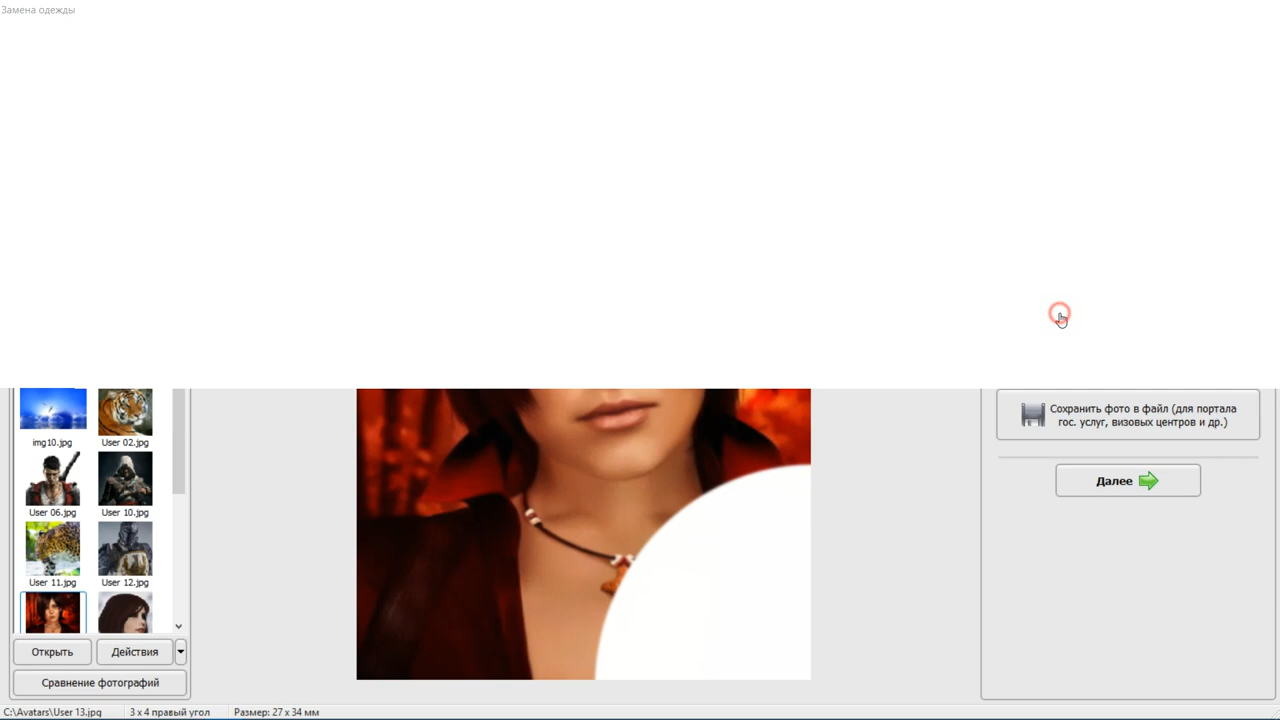 Замена одежды
img10.jpg
User 02.jpg
User 06.jpg
User 10.jpg
User 11.jpg
User 12.jpg
Открыть
Действия
Сравнение фотографий
Сохранить фото в файл (для портала
гос. услуг, визовых центров и др.)
Далее
C:\Avatars\User 13.jpg
3 x 4 правый угол
Размер: 27 x 34 мм